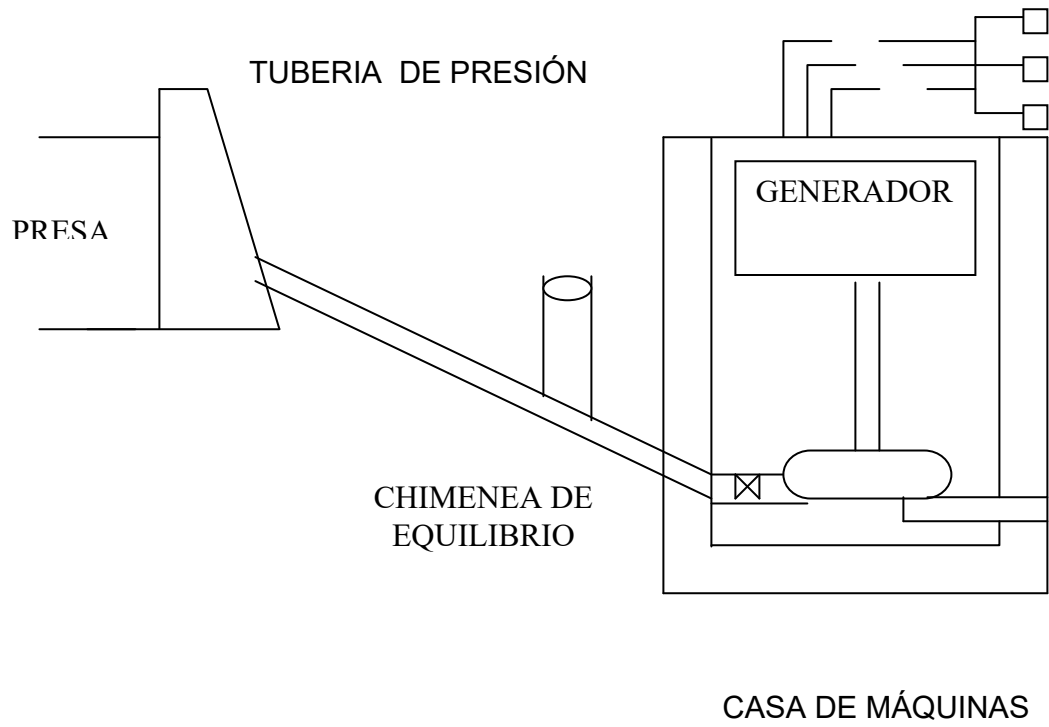 TUBERIA DE PRESIÓN
GENERADOR
PRESA
CHIMENEA DE
EQUILIBRIO
CASA DE MÁQUINAS